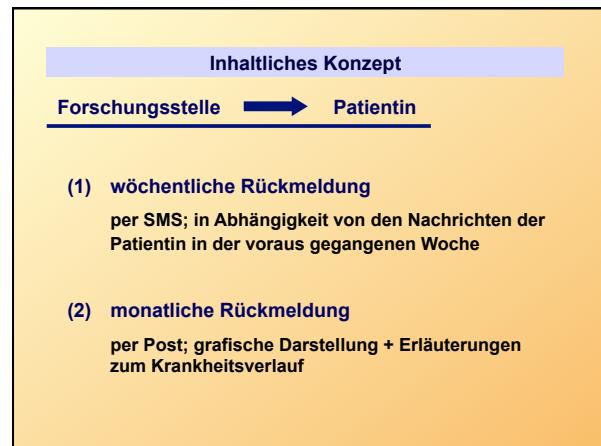 Inhaltliches Konzept
Forschungsstelle Patientin
(1) wöchentliche Rückmeldung
per SMS; in Abhängigkeit von den Nachrichten der
Patientin in der voraus gegangenen Woche
(2) monatliche Rückmeldung
per Post; grafische Darstellung + Erläuterungen
zum Krankheitsverlauf